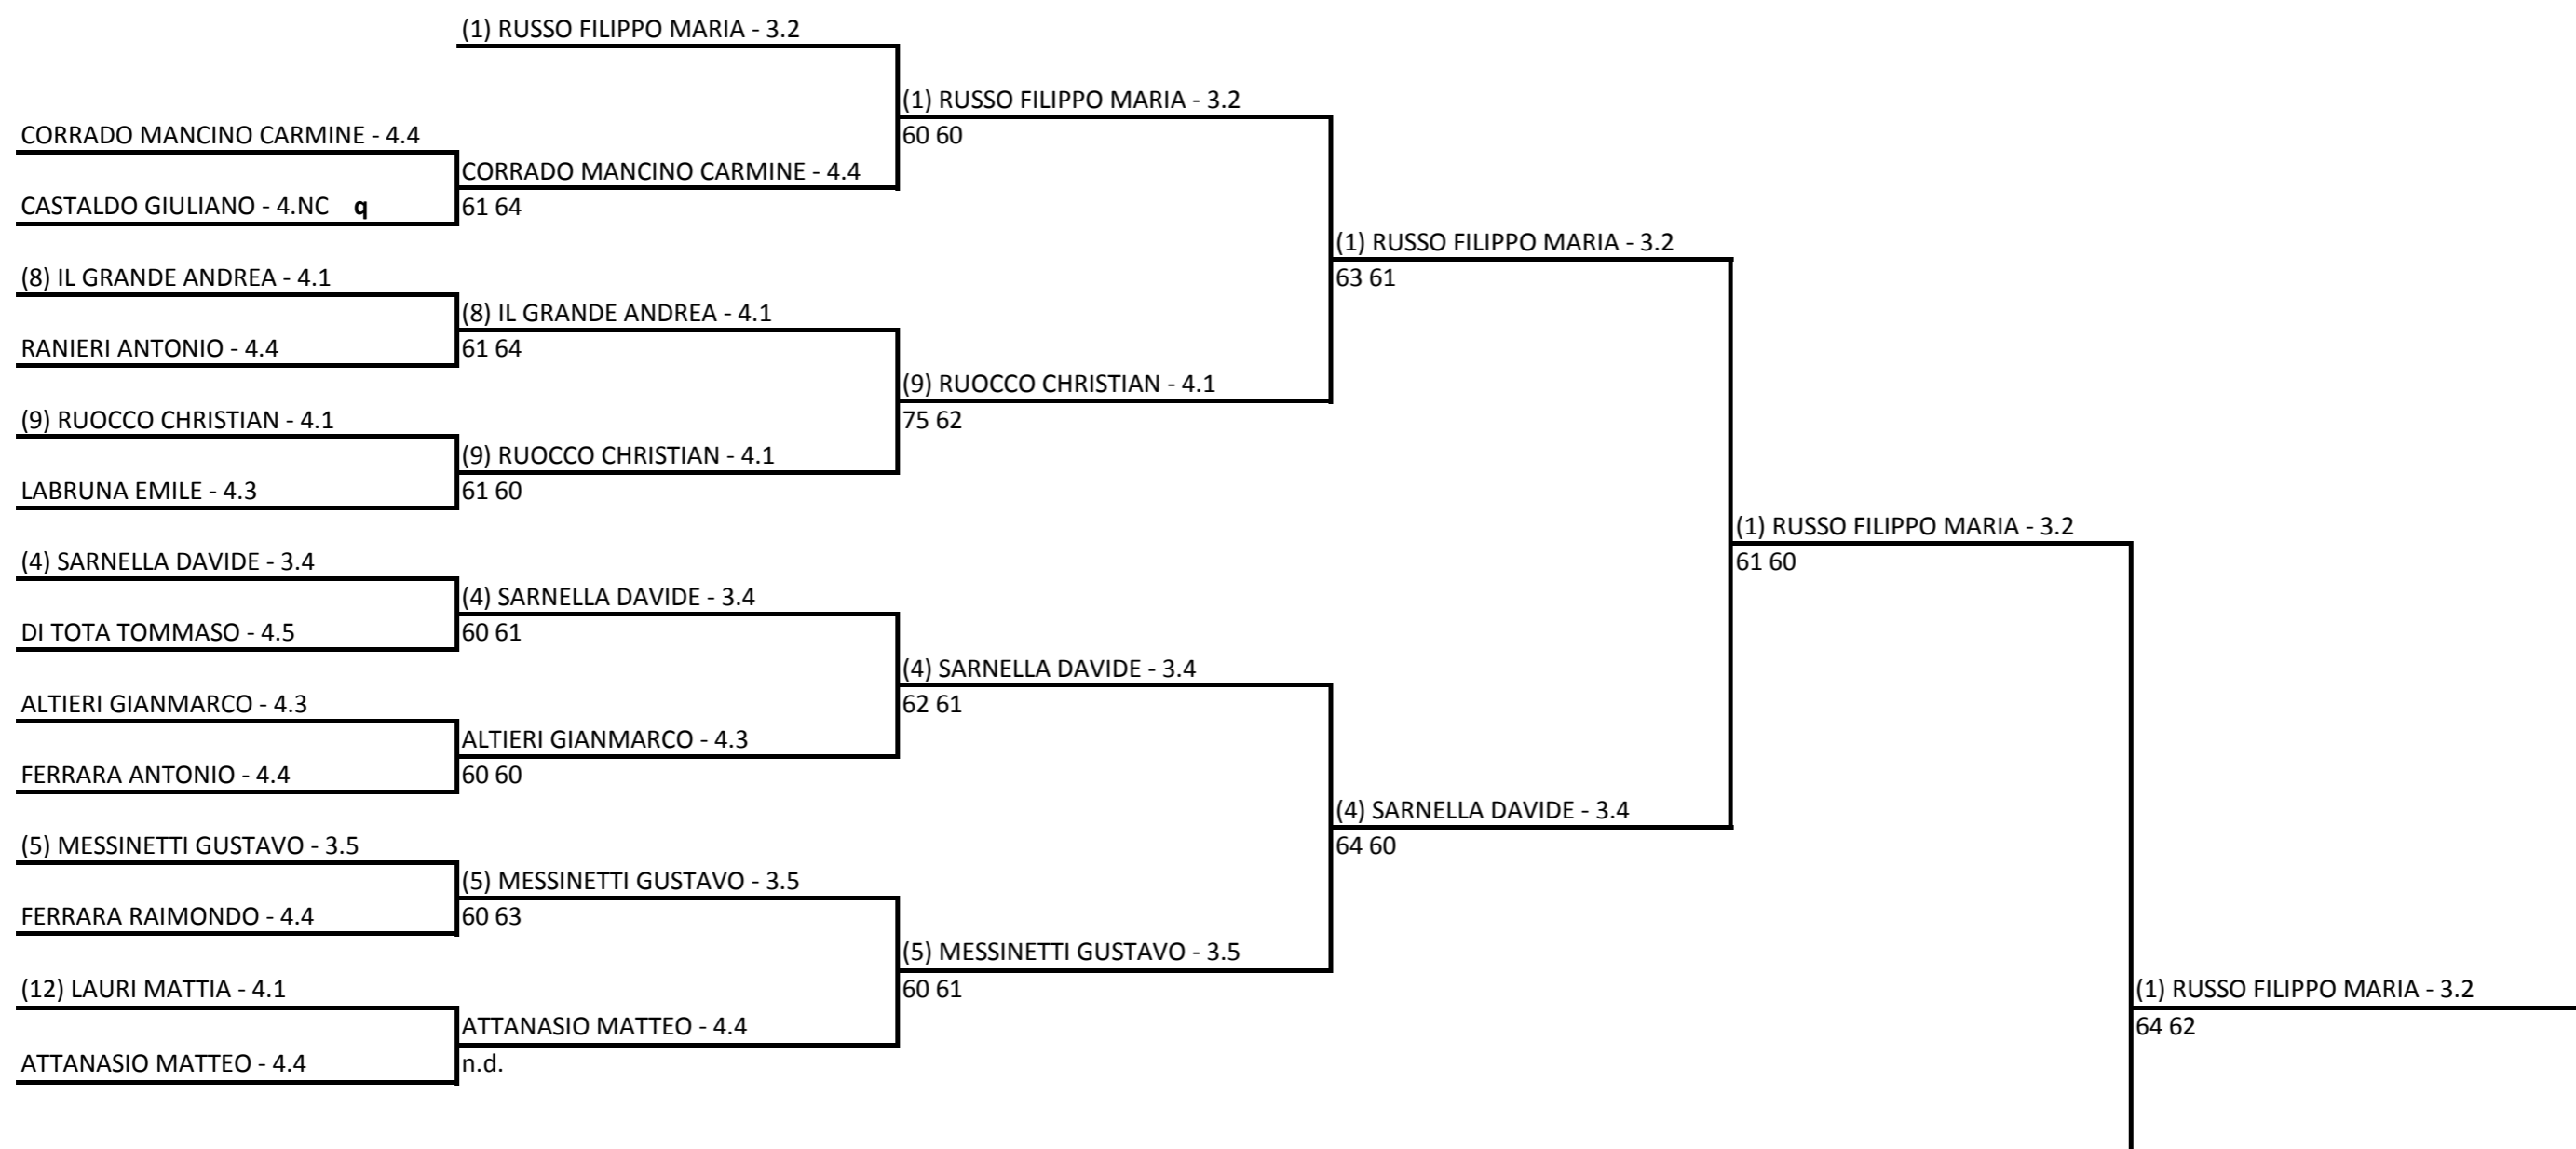 (1) RUSSO FILIPPO MARIA - 3.2
(1) RUSSO FILIPPO MARIA - 3.2
CORRADO MANCINO CARMINE - 4.4
60 60
CORRADO MANCINO CARMINE - 4.4
CASTALDO GIULIANO - 4.NC q
61 64
(1) RUSSO FILIPPO MARIA - 3.2
(8) IL GRANDE ANDREA - 4.1
63 61
(8) IL GRANDE ANDREA - 4.1
RANIERI ANTONIO - 4.4
61 64
(9) RUOCCO CHRISTIAN - 4.1
(9) RUOCCO CHRISTIAN - 4.1
75 62
(9) RUOCCO CHRISTIAN - 4.1
LABRUNA EMILE - 4.3
61 60
(1) RUSSO FILIPPO MARIA - 3.2
(4) SARNELLA DAVIDE - 3.4
61 60
(4) SARNELLA DAVIDE - 3.4
DI TOTA TOMMASO - 4.5
60 61
(4) SARNELLA DAVIDE - 3.4
ALTIERI GIANMARCO - 4.3
62 61
ALTIERI GIANMARCO - 4.3
FERRARA ANTONIO - 4.4
60 60
(4) SARNELLA DAVIDE - 3.4
(5) MESSINETTI GUSTAVO - 3.5
64 60
(5) MESSINETTI GUSTAVO - 3.5
FERRARA RAIMONDO - 4.4
60 63
(5) MESSINETTI GUSTAVO - 3.5
(12) LAURI MATTIA - 4.1
60 61
(1) RUSSO FILIPPO MARIA - 3.2
ATTANASIO MATTEO - 4.4
64 62
ATTANASIO MATTEO - 4.4
n.d.